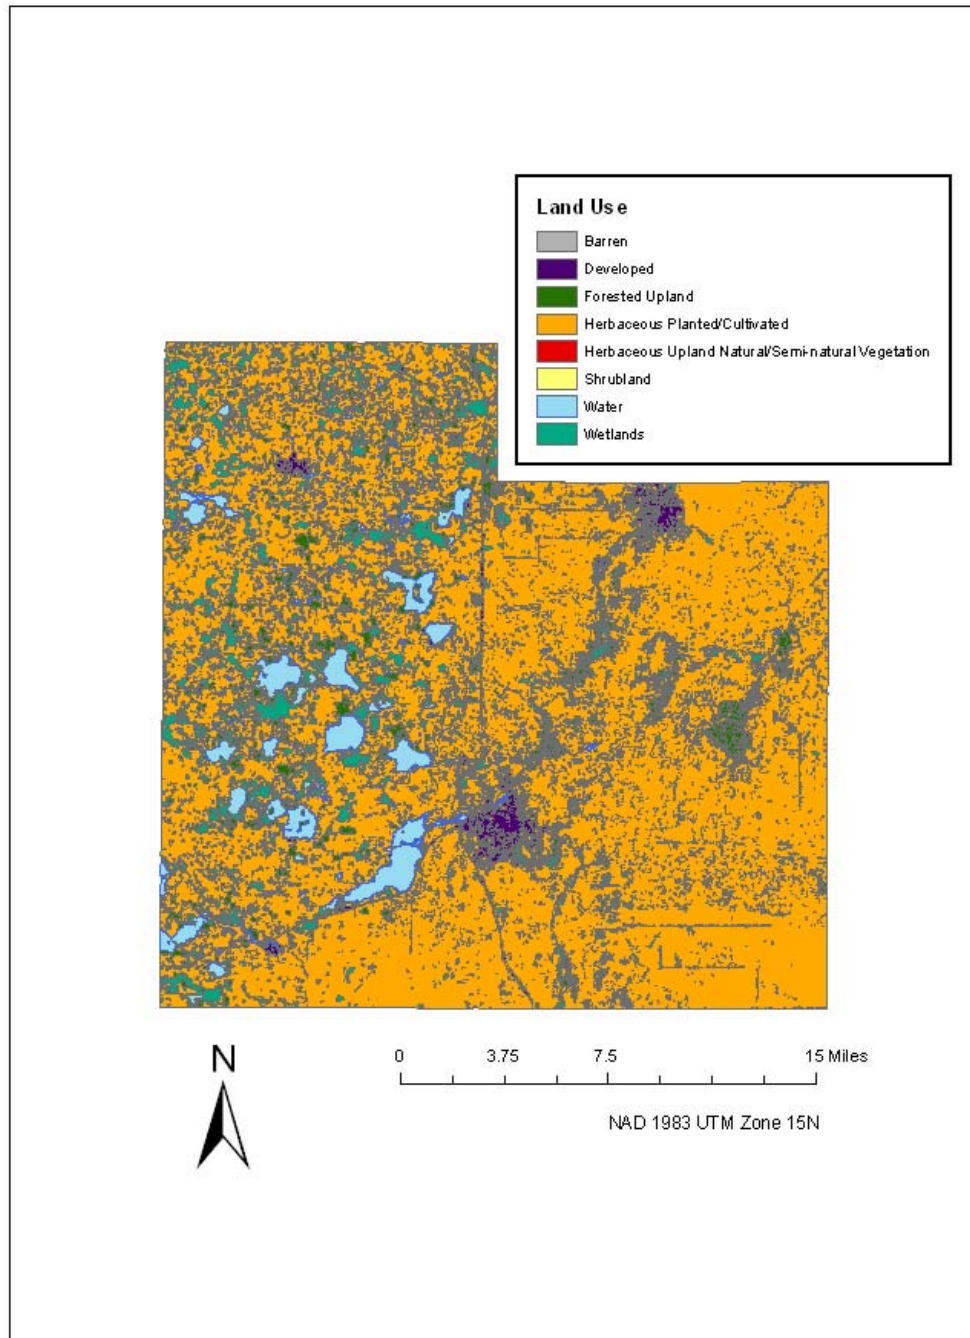 Land Use
Barren
Developed
Forested Upland
Herbaceous Planted/Cultivated
Herbaceous Upland Natural/Semi-natural Vegetation
Shrubland
Water
Wetlands
N
0 3.75 7.5 15 Miles
NAD 1983 UTM Zone 15N